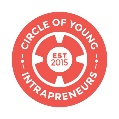 CIRCLE OF YOUNG
EST
2015
INTRAPRENEURS